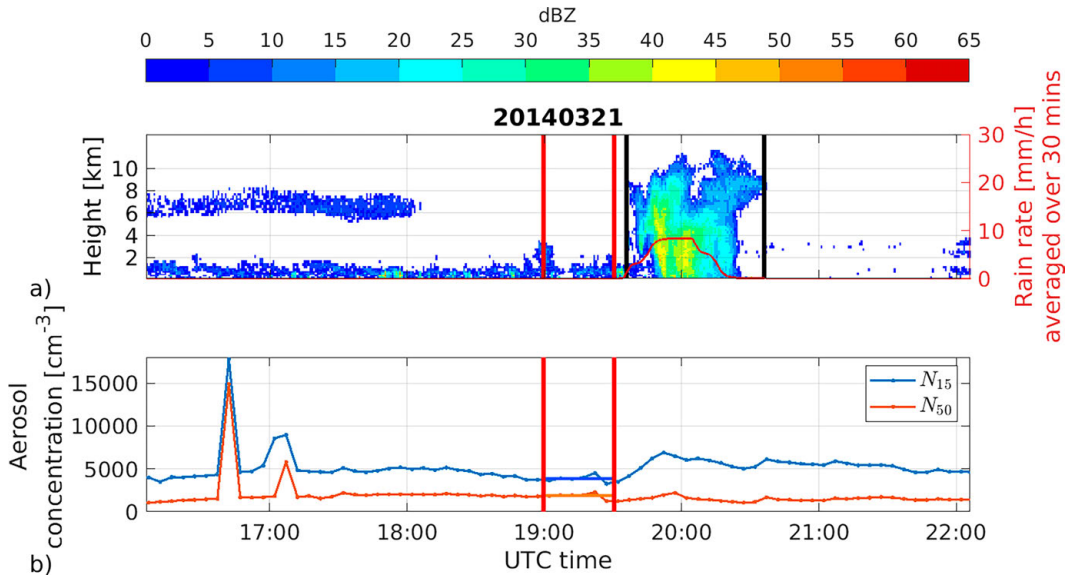 dBZ
0 5 10 15 20 25 30 35 40 45 50 55 60 65
20140321
Height [km]
10
8
6
4
2
30
20
10
0
Rain rate [mm/h]
averaged over 30 mins
a)
Aerosol
concentration [cm⁻³]
15000
10000
5000
0
N₁₅
N₅₀
17:00 18:00 19:00 20:00 21:00 22:00
UTC time
b)